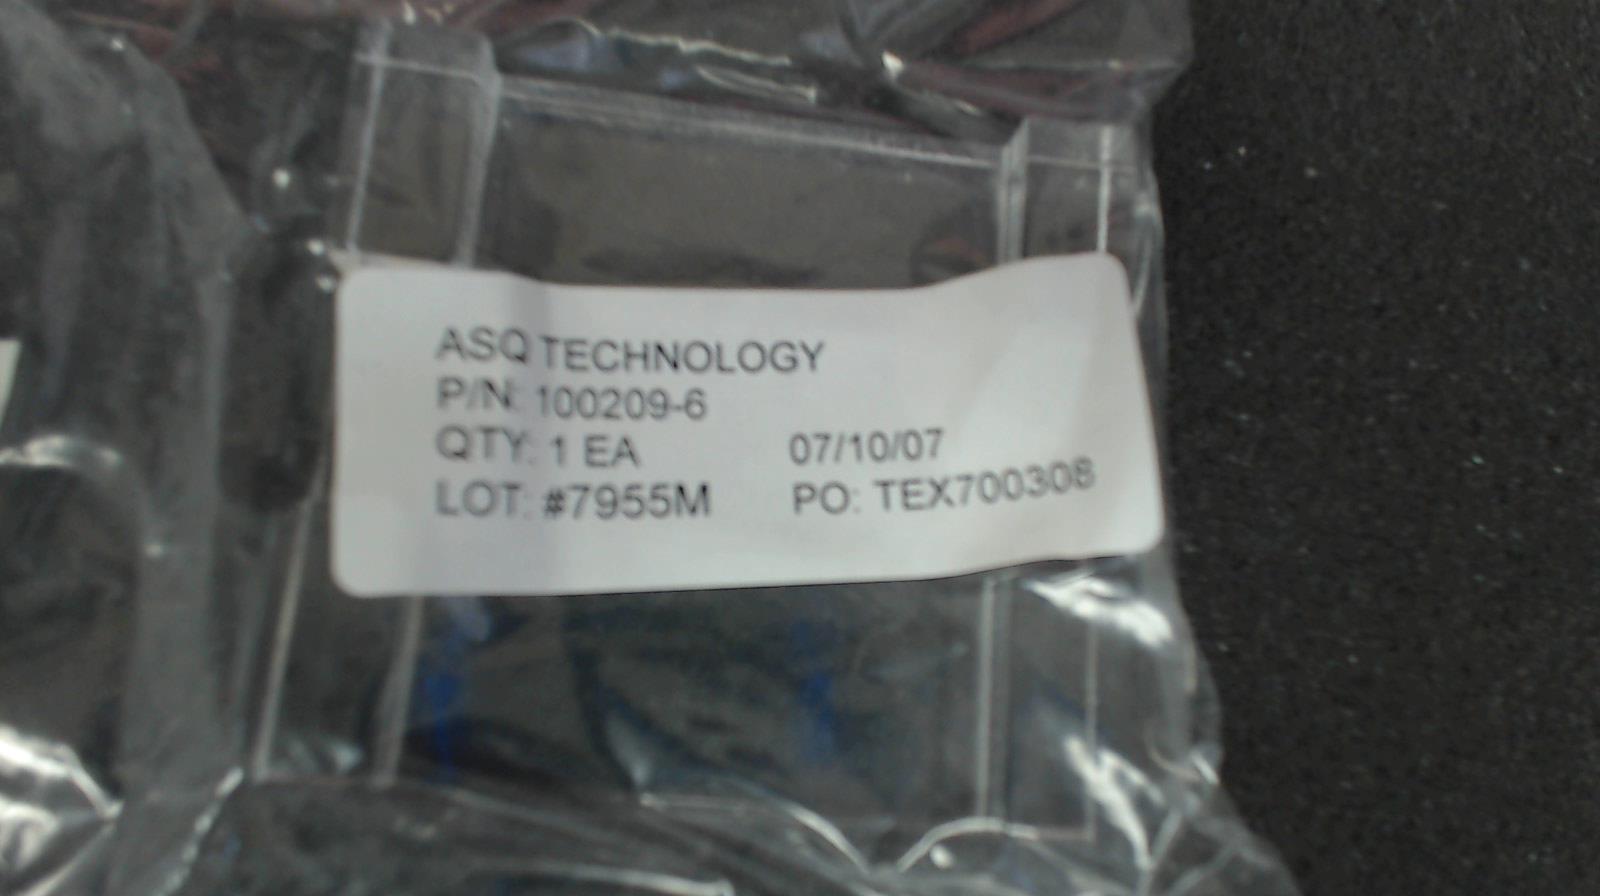 ASQ TECHNOLOGY
P/N: 100209-6
QTY: 1 EA 07/10/07
LOT: #7955M PO: TEX700308